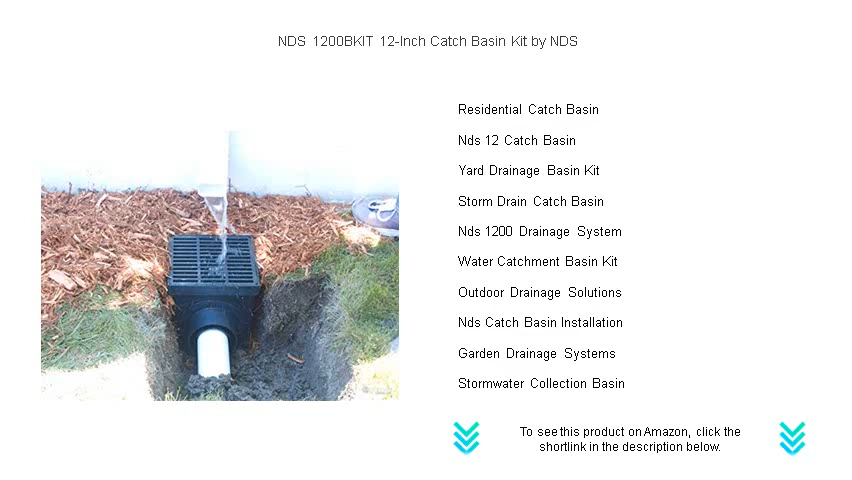 NDS 1200BKIT 12-Inch Catch Basin Kit by NDS
Residential Catch Basin
Nds 12 Catch Basin
Yard Drainage Basin Kit
Storm Drain Catch Basin
Nds 1200 Drainage System
Water Catchment Basin Kit
Outdoor Drainage Solutions
Nds Catch Basin Installation
Garden Drainage Systems
Stormwater Collection Basin
To see this product on Amazon, click the
shortlink in the description below.